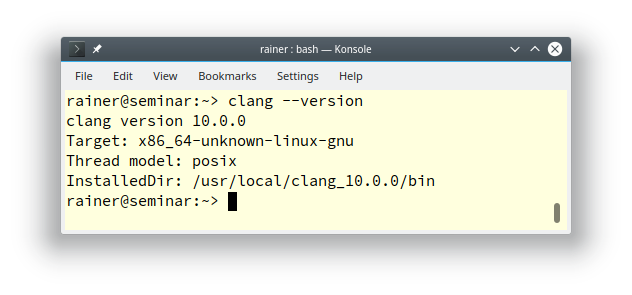 rainer : bash — Konsole
File Edit View Bookmarks Settings Help
rainer@seminar:~> clang --version
clang version 10.0.0
Target: x86_64-unknown-linux-gnu
Thread model: posix
InstalledDir: /usr/local/clang_10.0.0/bin
rainer@seminar:~>